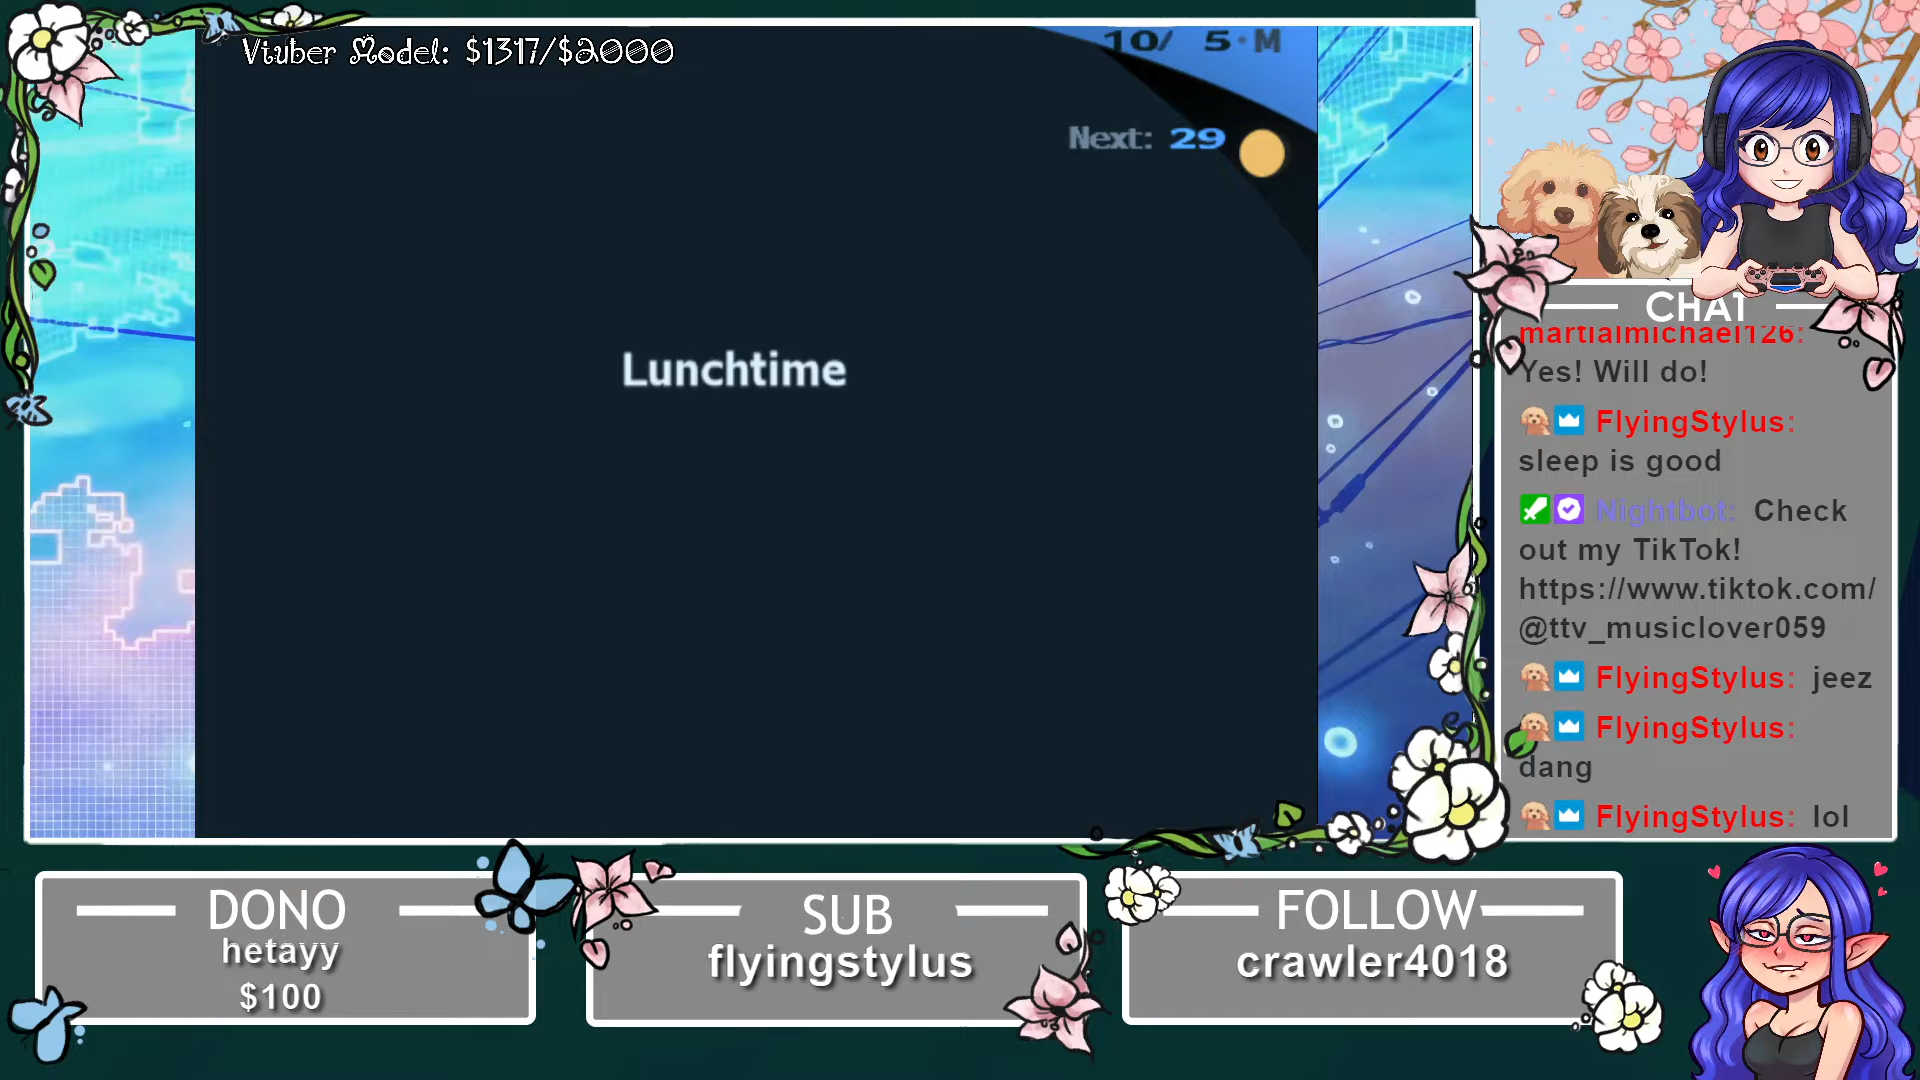 Vtuber Model: $1317/$2000
10/ 5·M
Next: 29
Lunchtime
CHAT
martialmichael126:
Yes! Will do!
FlyingStylus:
sleep is good
Nightbot: Check
out my TikTok!
https://www.tiktok.com/
@ttv_musiclover059
FlyingStylus: jeez
FlyingStylus:
dang
FlyingStylus: lol
DONO
hetayy
$100
SUB
flyingstylus
FOLLOW
crawler4018